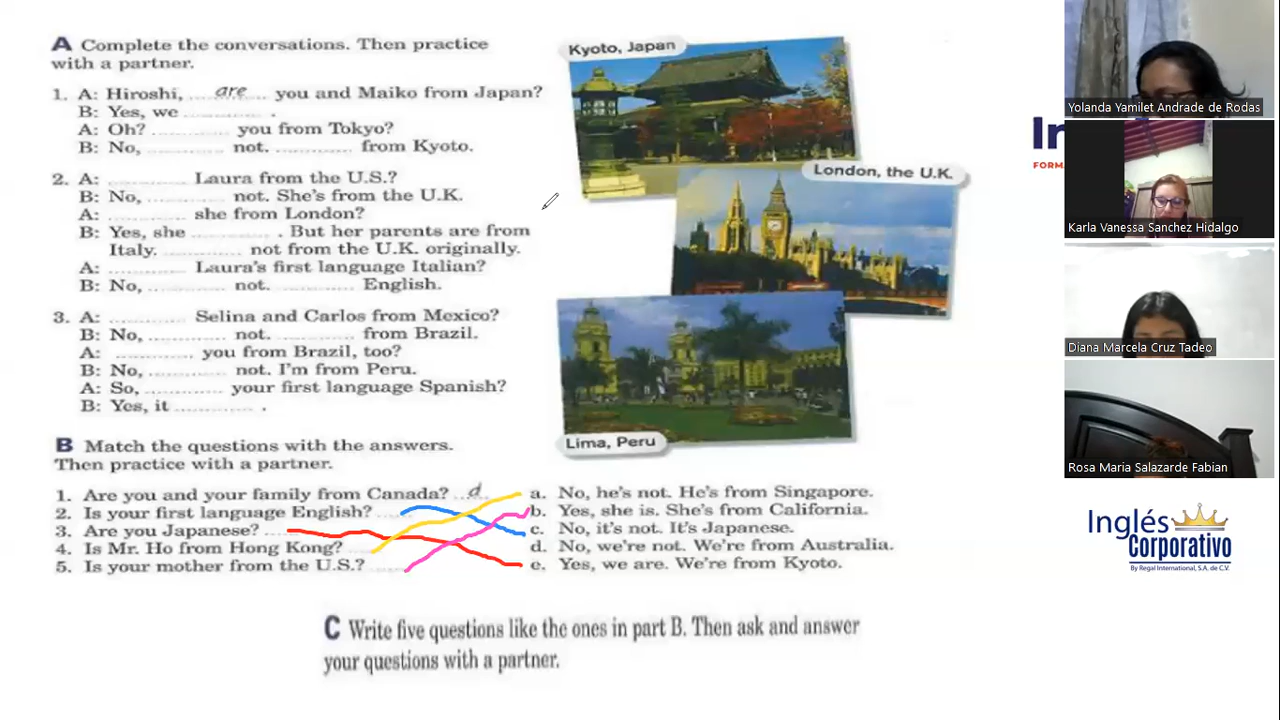 A Complete the conversations. Then practice
with a partner.
1. A: Hiroshi, are you and Maiko from Japan?
B: Yes, we .............. .
A: Oh? .............. you from Tokyo?
B: No, .............. not. .............. from Kyoto.
2. A: .............. Laura from the U.S.?
B: No, .............. not. She's from the U.K.
A: .............. she from London?
B: Yes, she .............. . But her parents are from
Italy. .............. not from the U.K. originally.
A: .............. Laura's first language Italian?
B: No, .............. not. .............. English.
3. A: .............. Selina and Carlos from Mexico?
B: No, .............. not. .............. from Brazil.
A: .............. you from Brazil, too?
B: No, .............. not. I'm from Peru.
A: So, .............. your first language Spanish?
B: Yes, it .............. .
Kyoto, Japan
London, the U.K.
Lima, Peru
B Match the questions with the answers.
Then practice with a partner.
1. Are you and your family from Canada? d
2. Is your first language English? ......
3. Are you Japanese? ......
4. Is Mr. Ho from Hong Kong? ......
5. Is your mother from the U.S.? ......
a. No, he's not. He's from Singapore.
b. Yes, she is. She's from California.
c. No, it's not. It's Japanese.
d. No, we're not. We're from Australia.
e. Yes, we are. We're from Kyoto.
C Write five questions like the ones in part B. Then ask and answer
your questions with a partner.
Yolanda Yamilet Andrade de Rodas
Karla Vanessa Sanchez Hidalgo
Diana Marcela Cruz Tadeo
Rosa Maria Salazarde Fabian
Inglés
Corporativo
By Regal International, S.A. de C.V.